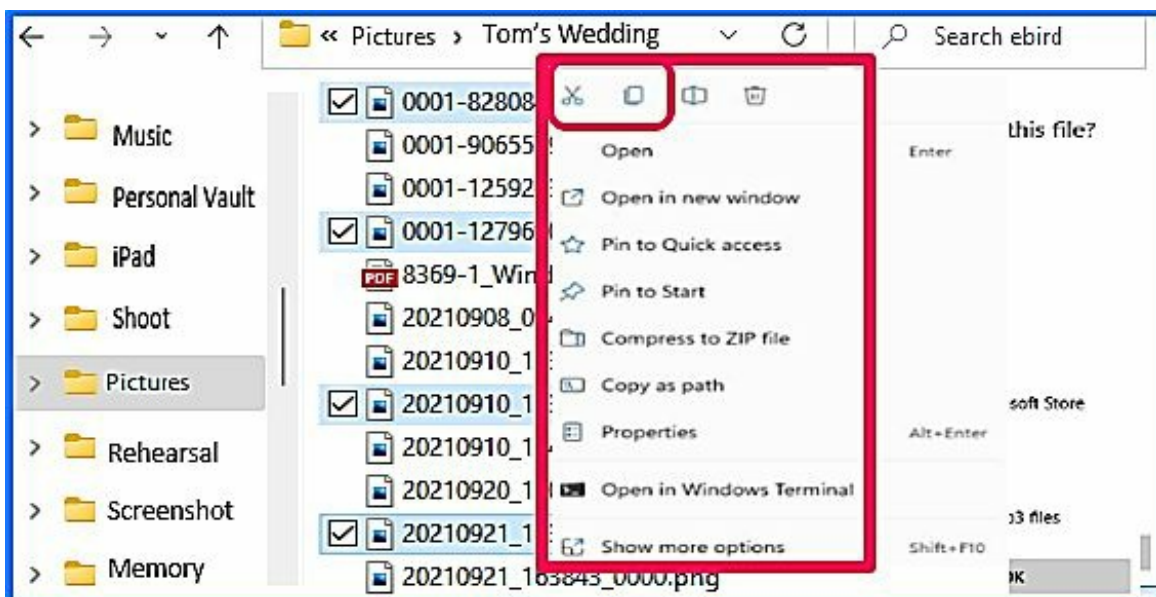 « Pictures › Tom's Wedding
Search ebird
> Music
> Personal Vault
> iPad
> Shoot
> Pictures
> Rehearsal
> Screenshot
> Memory
0001-82808
0001-90655
0001-12592
0001-12796
PDF 8369-1_Wind
20210908_0
20210910_1
20210910_1
20210910_1
20210920_1
20210921_1
20210921_163843_0000.png
Open Enter
Open in new window
Pin to Quick access
Pin to Start
Compress to ZIP file
Copy as path
Properties Alt+Enter
Open in Windows Terminal
Show more options Shift+F10
this file?
soft Store
files